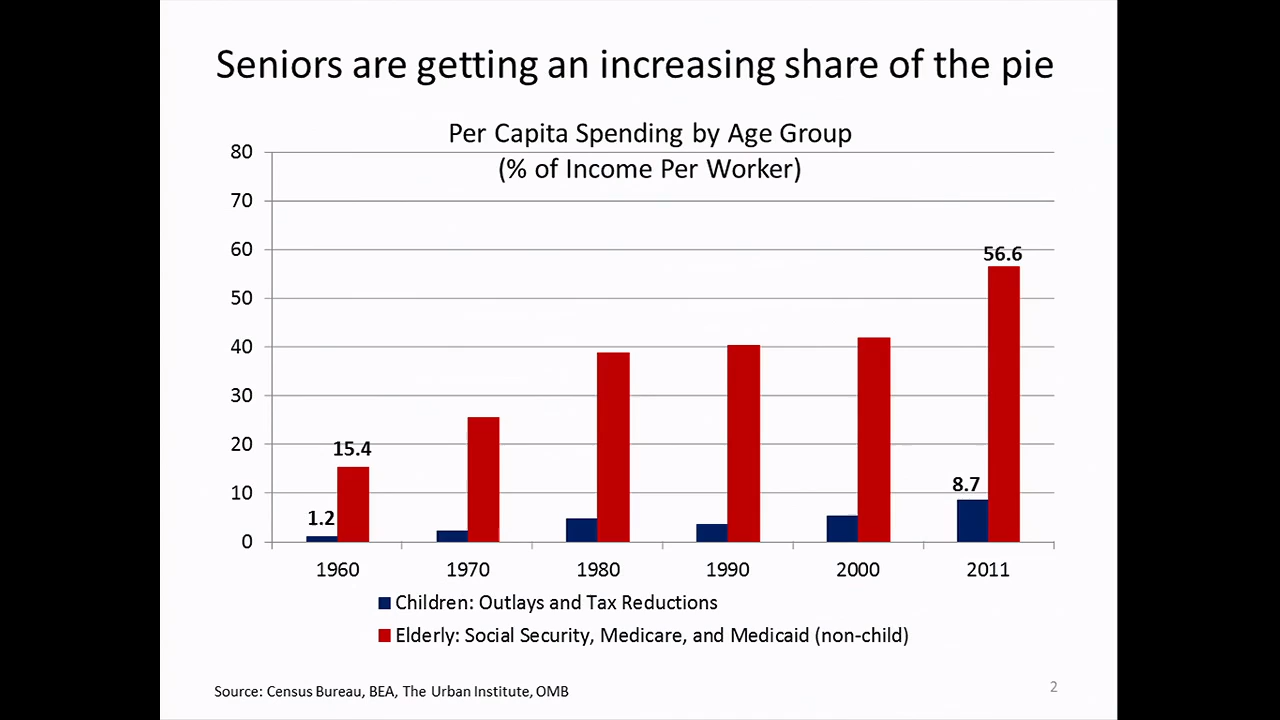 Seniors are getting an increasing share of the pie
Per Capita Spending by Age Group
(% of Income Per Worker)
80
70
60
50
40
30
20
10
0
1.2
15.4
8.7
56.6
1960 1970 1980 1990 2000 2011
Children: Outlays and Tax Reductions
Elderly: Social Security, Medicare, and Medicaid (non-child)
Source: Census Bureau, BEA, The Urban Institute, OMB
2